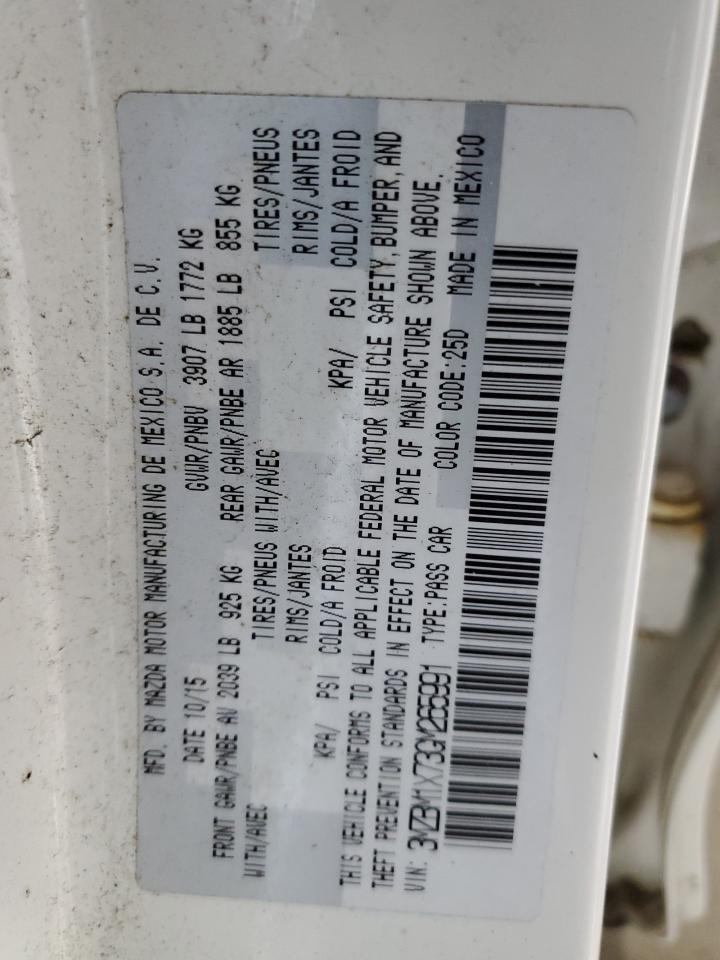 MFD. BY MAZDA MOTOR MANUFACTURING DE MEXICO S.A. DE C.V.
DATE 10/15 GVWR/PNBV 3907 LB 1772 KG
FRONT GAWR/PNBE AV 2039 LB 925 KG REAR GAWR/PNBE AR 1885 LB 855 KG
WITH/AVEC TIRES/PNEUS WITH/AVEC TIRES/PNEUS
RIMS/JANTES RIMS/JANTES
KPA/ PSI COLD/A FROID KPA/ PSI COLD/A FROID
THIS VEHICLE CONFORMS TO ALL APPLICABLE FEDERAL MOTOR VEHICLE SAFETY, BUMPER, AND
THEFT PREVENTION STANDARDS IN EFFECT ON THE DATE OF MANUFACTURE SHOWN ABOVE.
VIN: 3MZBM1X73GM265991 TYPE:PASS CAR COLOR CODE:25D MADE IN MEXICO